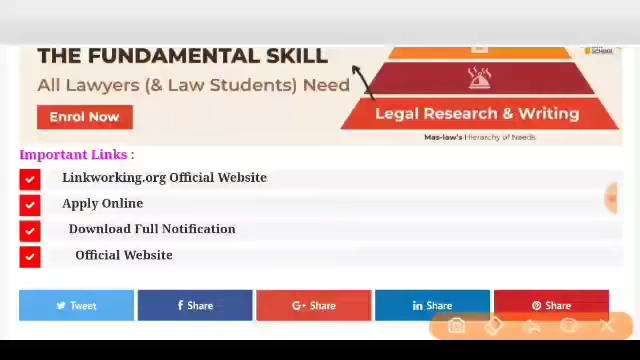 THE FUNDAMENTAL SKILL
All Lawyers (& Law Students) Need
Enrol Now
SCHOOL
Legal Research & Writing
Mas-law's Hierarchy of Needs
Important Links :
Linkworking.org Official Website
Apply Online
Download Full Notification
Official Website
Tweet
Share
G+ Share
in Share
Share